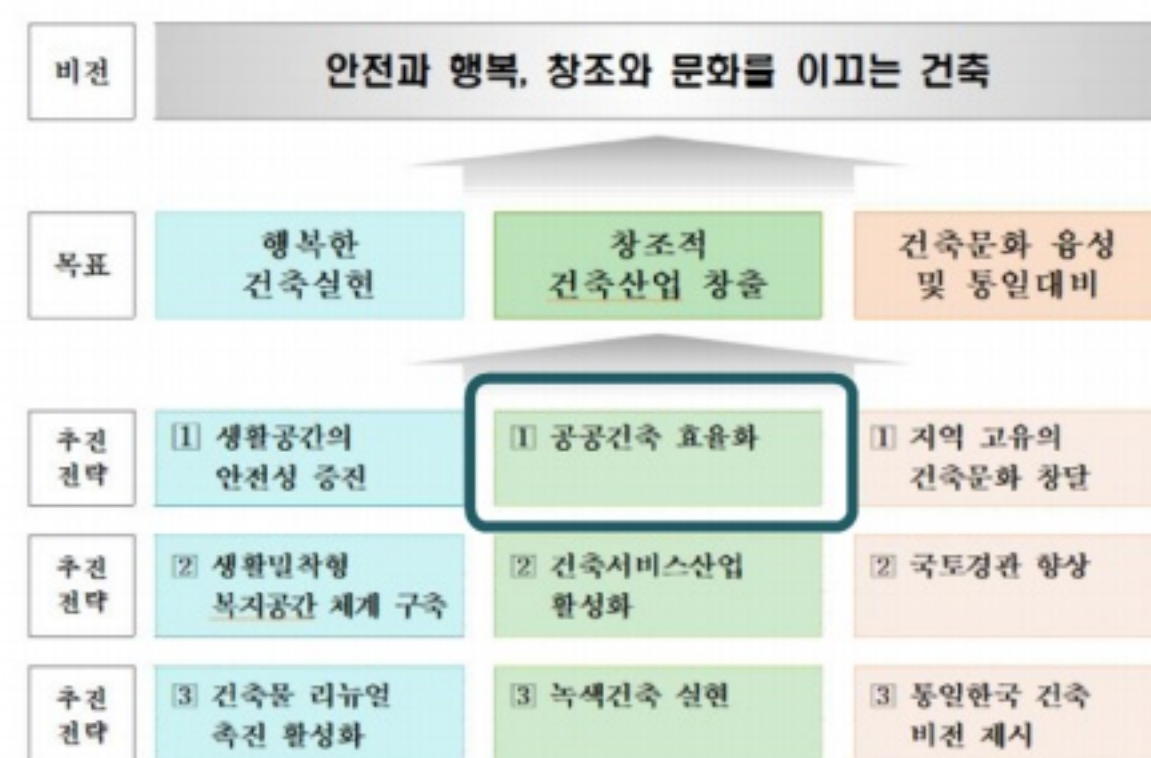 비전
안전과 행복, 창조와 문화를 이끄는 건축
목표
행복한
건축실현
창조적
건축산업 창출
건축문화 융성
및 통일대비
추진
전략
1 생활공간의
안전성 증진
1 공공건축 효율화
1 지역 고유의
건축문화 창달
추진
전략
2 생활밀착형
복지공간 체계 구축
2 건축서비스산업
활성화
2 국토경관 향상
추진
전략
3 건축물 리뉴얼
촉진 활성화
3 녹색건축 실현
3 통일한국 건축
비전 제시